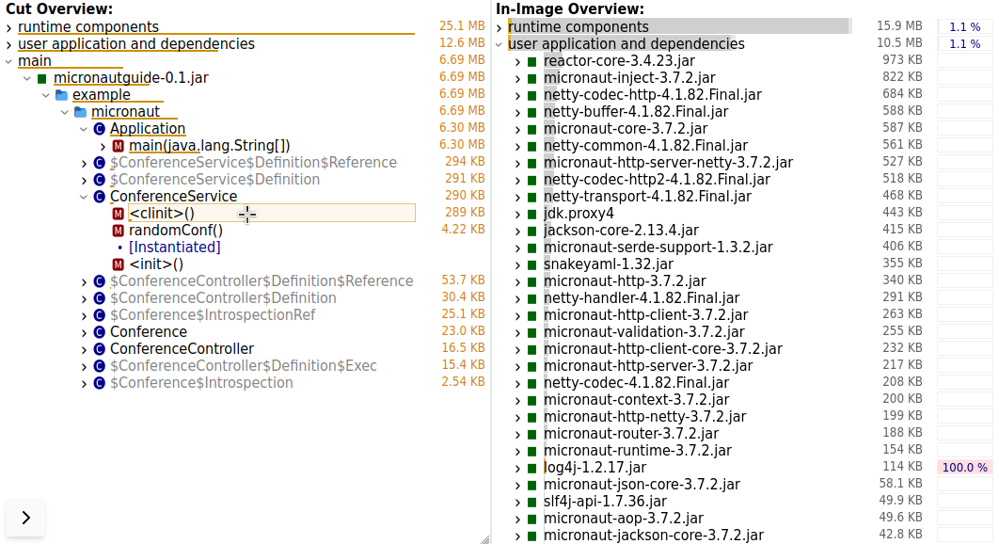 Cut Overview:
runtime components 25.1 MB
user application and dependencies 12.6 MB
main 6.69 MB
micronautguide-0.1.jar 6.69 MB
example 6.69 MB
micronaut 6.69 MB
C Application 6.30 MB
M main(java.lang.String[]) 6.30 MB
C $ConferenceService$Definition$Reference 294 KB
C $ConferenceService$Definition 291 KB
C ConferenceService 290 KB
M <clinit>() 289 KB
M randomConf() 4.22 KB
• [Instantiated]
M <init>()
C $ConferenceController$Definition$Reference 53.7 KB
C $ConferenceController$Definition 30.4 KB
C $Conference$IntrospectionRef 25.1 KB
C Conference 23.0 KB
C ConferenceController 16.5 KB
C $ConferenceController$Definition$Exec 15.4 KB
C $Conference$Introspection 2.54 KB
In-Image Overview:
runtime components 15.9 MB 1.1 %
user application and dependencies 10.5 MB 1.1 %
reactor-core-3.4.23.jar 973 KB
micronaut-inject-3.7.2.jar 822 KB
netty-codec-http-4.1.82.Final.jar 684 KB
netty-buffer-4.1.82.Final.jar 588 KB
micronaut-core-3.7.2.jar 587 KB
netty-common-4.1.82.Final.jar 561 KB
micronaut-http-server-netty-3.7.2.jar 527 KB
netty-codec-http2-4.1.82.Final.jar 518 KB
netty-transport-4.1.82.Final.jar 468 KB
jdk.proxy4 443 KB
jackson-core-2.13.4.jar 415 KB
micronaut-serde-support-1.3.2.jar 406 KB
snakeyaml-1.32.jar 355 KB
micronaut-http-3.7.2.jar 340 KB
netty-handler-4.1.82.Final.jar 291 KB
micronaut-http-client-3.7.2.jar 263 KB
micronaut-validation-3.7.2.jar 255 KB
micronaut-http-client-core-3.7.2.jar 232 KB
micronaut-http-server-3.7.2.jar 217 KB
netty-codec-4.1.82.Final.jar 208 KB
micronaut-context-3.7.2.jar 200 KB
micronaut-http-netty-3.7.2.jar 199 KB
micronaut-router-3.7.2.jar 188 KB
micronaut-runtime-3.7.2.jar 154 KB
log4j-1.2.17.jar 114 KB 100.0 %
micronaut-json-core-3.7.2.jar 58.1 KB
slf4j-api-1.7.36.jar 49.9 KB
micronaut-aop-3.7.2.jar 49.6 KB
micronaut-jackson-core-3.7.2.jar 42.8 KB